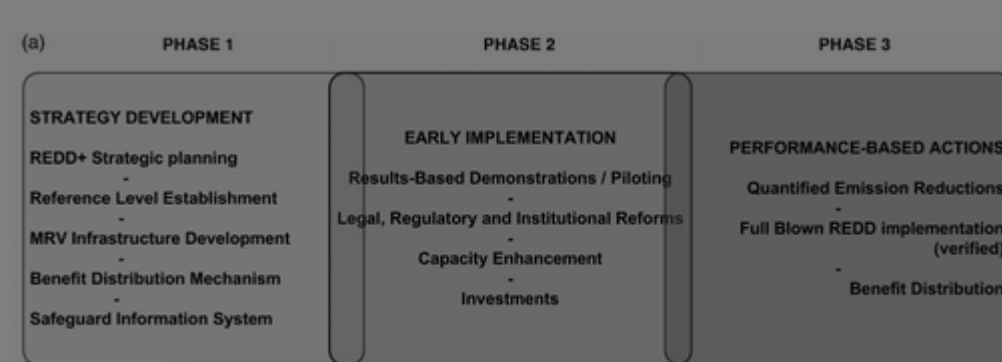 (a)
PHASE 1
PHASE 2
PHASE 3
STRATEGY DEVELOPMENT
REDD+ Strategic planning
-
Reference Level Establishment
-
MRV Infrastructure Development
-
Benefit Distribution Mechanism
-
Safeguard Information System
EARLY IMPLEMENTATION
Results-Based Demonstrations / Piloting
-
Legal, Regulatory and Institutional Reforms
-
Capacity Enhancement
-
Investments
PERFORMANCE-BASED ACTIONS
Quantified Emission Reductions
-
Full Blown REDD implementation
(verified)
-
Benefit Distribution